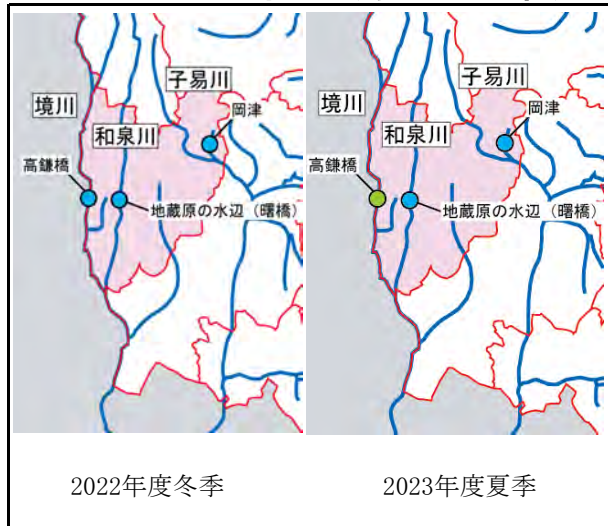 子易川
岡津
境川
和泉川
高鎌橋
地蔵原の水辺（曙橋）
2022年度冬季
子易川
岡津
境川
和泉川
高鎌橋
地蔵原の水辺（曙橋）
2023年度夏季